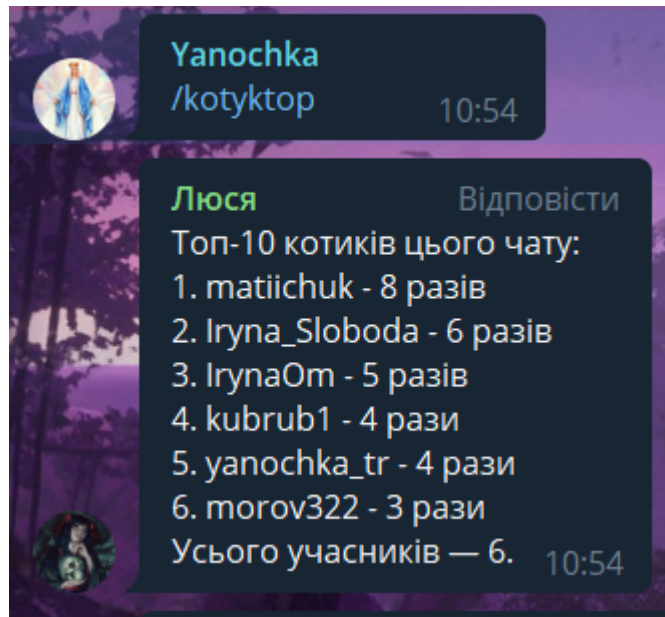 Yanochka
/kotyktop 10:54
Люся Відповісти
Топ-10 котиків цього чату:
1. matiichuk - 8 разів
2. Iryna_Sloboda - 6 разів
3. IrynaOm - 5 разів
4. kubrub1 - 4 рази
5. yanochka_tr - 4 рази
6. morov322 - 3 рази
Усього учасників — 6. 10:54